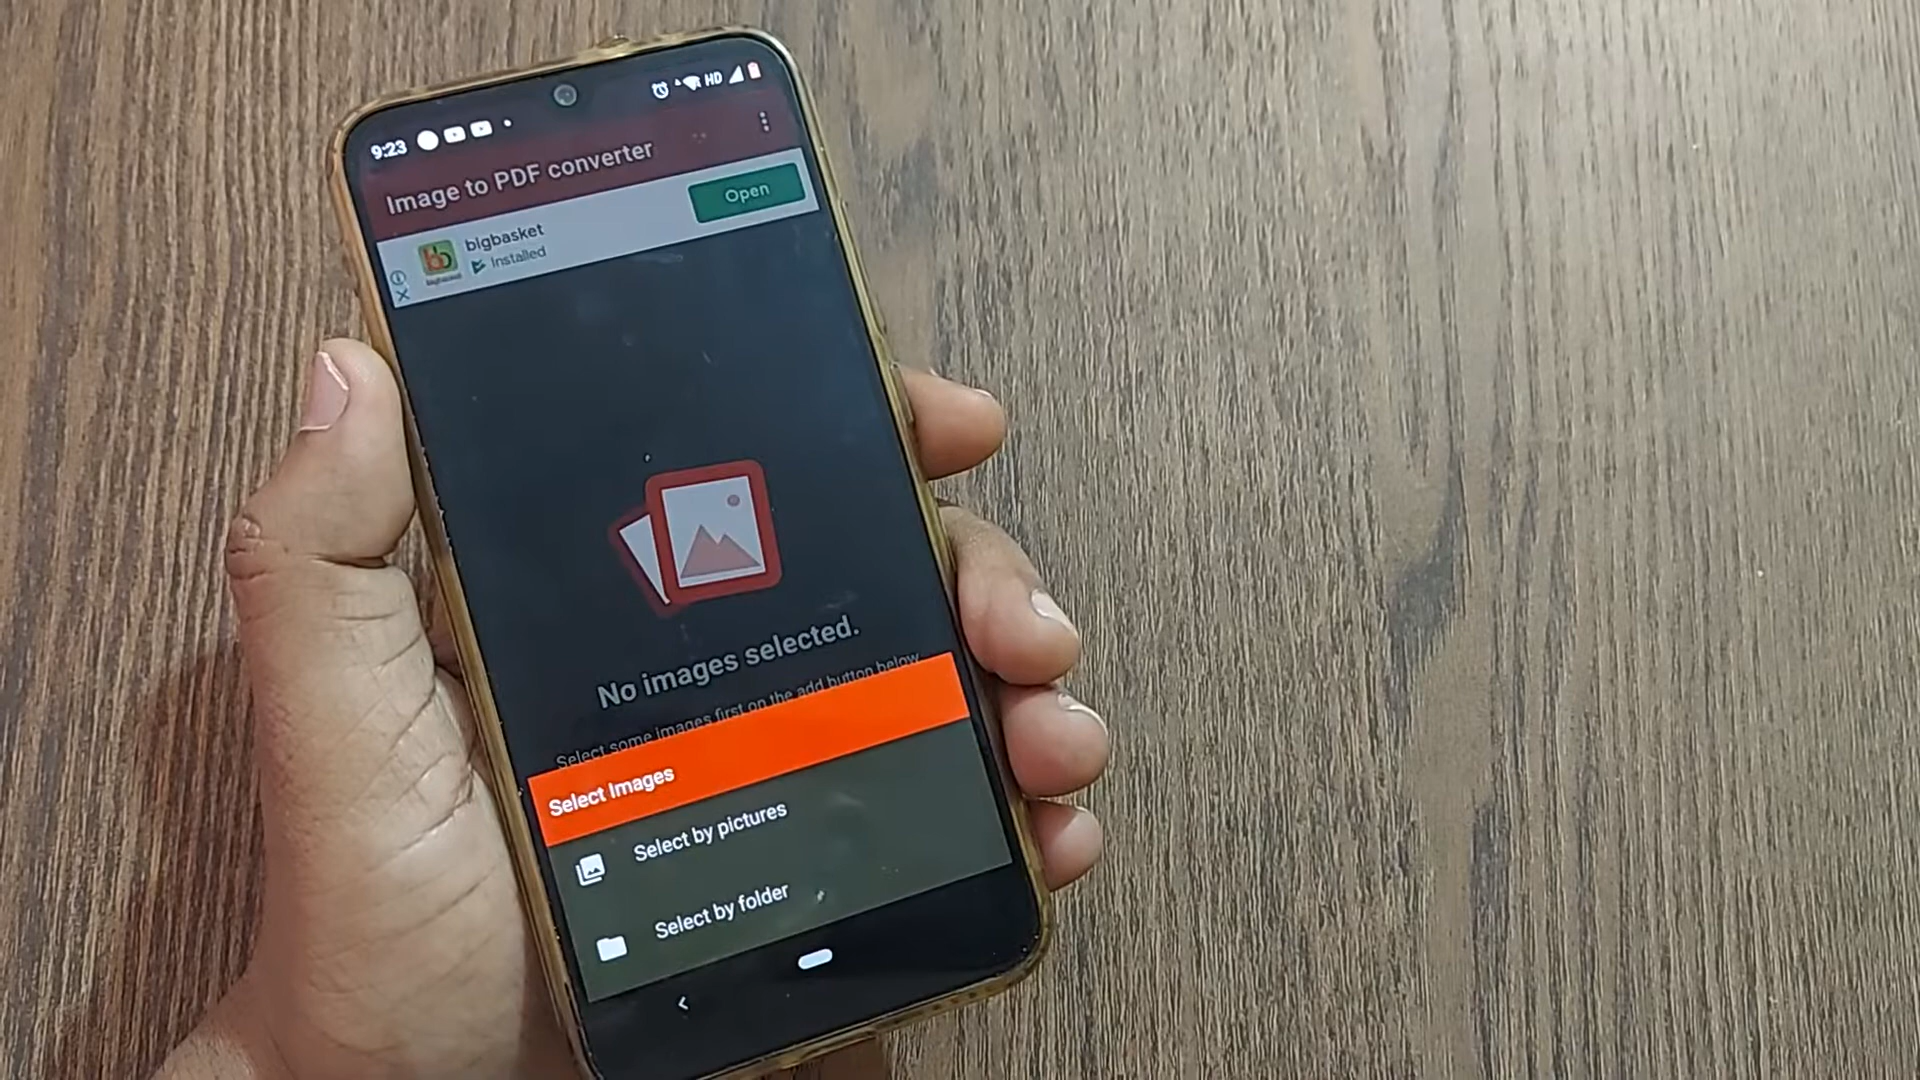 9:23
HD
Image to PDF converter
bigbasket
Installed
Open
No images selected.
Select some images first on the add button below
Select Images
Select by pictures
Select by folder